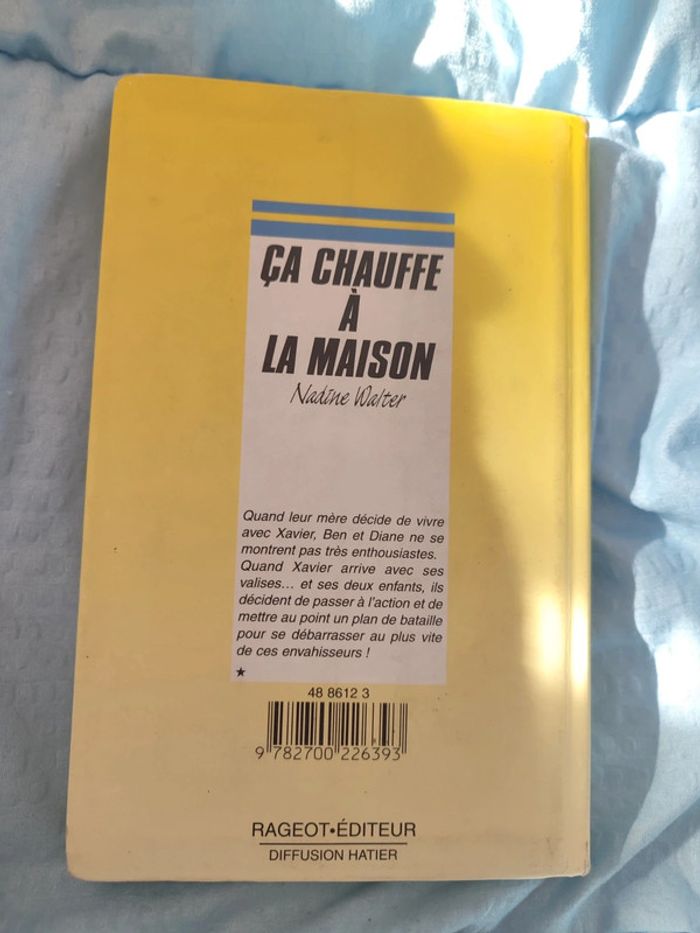 ÇA CHAUFFE
À
LA MAISON
Nadine Walter
Quand leur mère décide de vivre
avec Xavier, Ben et Diane ne se
montrent pas très enthousiastes.
Quand Xavier arrive avec ses
valises... et ses deux enfants, ils
décident de passer à l'action et de
mettre au point un plan de bataille
pour se débarrasser au plus vite
de ces envahisseurs !
★
48 8612 3
9 782700 226393
RAGEOT•ÉDITEUR
DIFFUSION HATIER